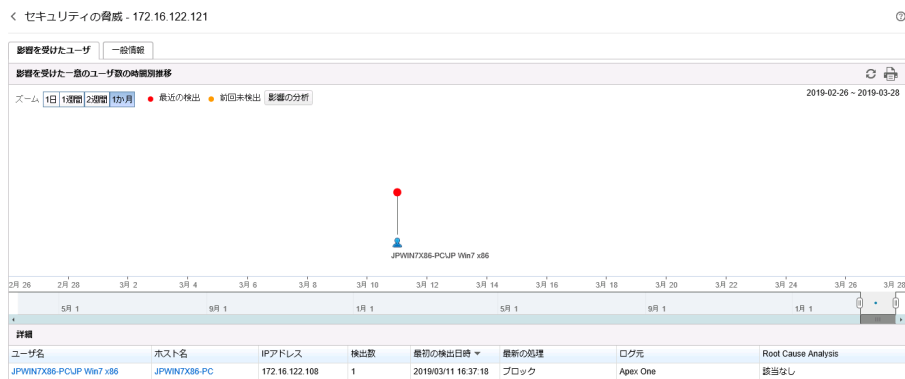 セキュリティの脅威 - 172.16.122.121
影響を受けたユーザ 一般情報
影響を受けた一意のユーザ数の時間別推移
ズーム 1日 1週間 2週間 1か月 最近の検出 前回未検出 影響の分析 2019-02-26 ~ 2019-03-28
JPWIN7X86-PC\JP Win7 x86
2月 26 2月 28 3月 2 3月 4 3月 6 3月 8 3月 10 3月 12 3月 14 3月 16 3月 18 3月 20 3月 22 3月 24 3月 26 3月 28
5月 1 9月 1 1月 1 5月 1 9月 1 1月 1
詳細
ユーザ名 ホスト名 IPアドレス 検出数 最初の検出日時 最新の処理 ログ元 Root Cause Analysis
JPWIN7X86-PC\JP Win7 x86 JPWIN7X86-PC 172.16.122.108 1 2019/03/11 16:37:18 ブロック Apex One 該当なし